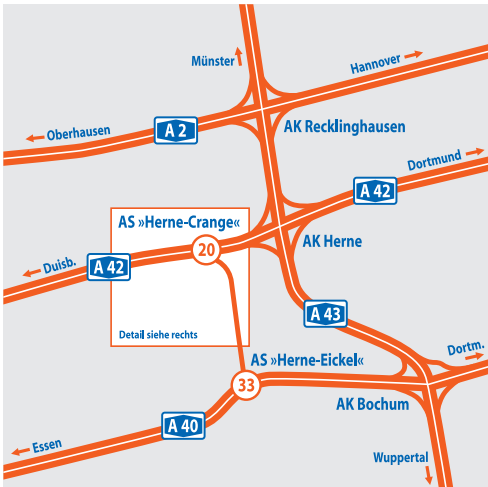 Münster
Hannover
Oberhausen
A 2
AK Recklinghausen
Dortmund
A 42
AS »Herne-Crange«
20
AK Herne
Duisb.
A 42
A 43
Detail siehe rechts
AS »Herne-Eickel«
Dortm.
33
AK Bochum
A 40
Essen
Wuppertal